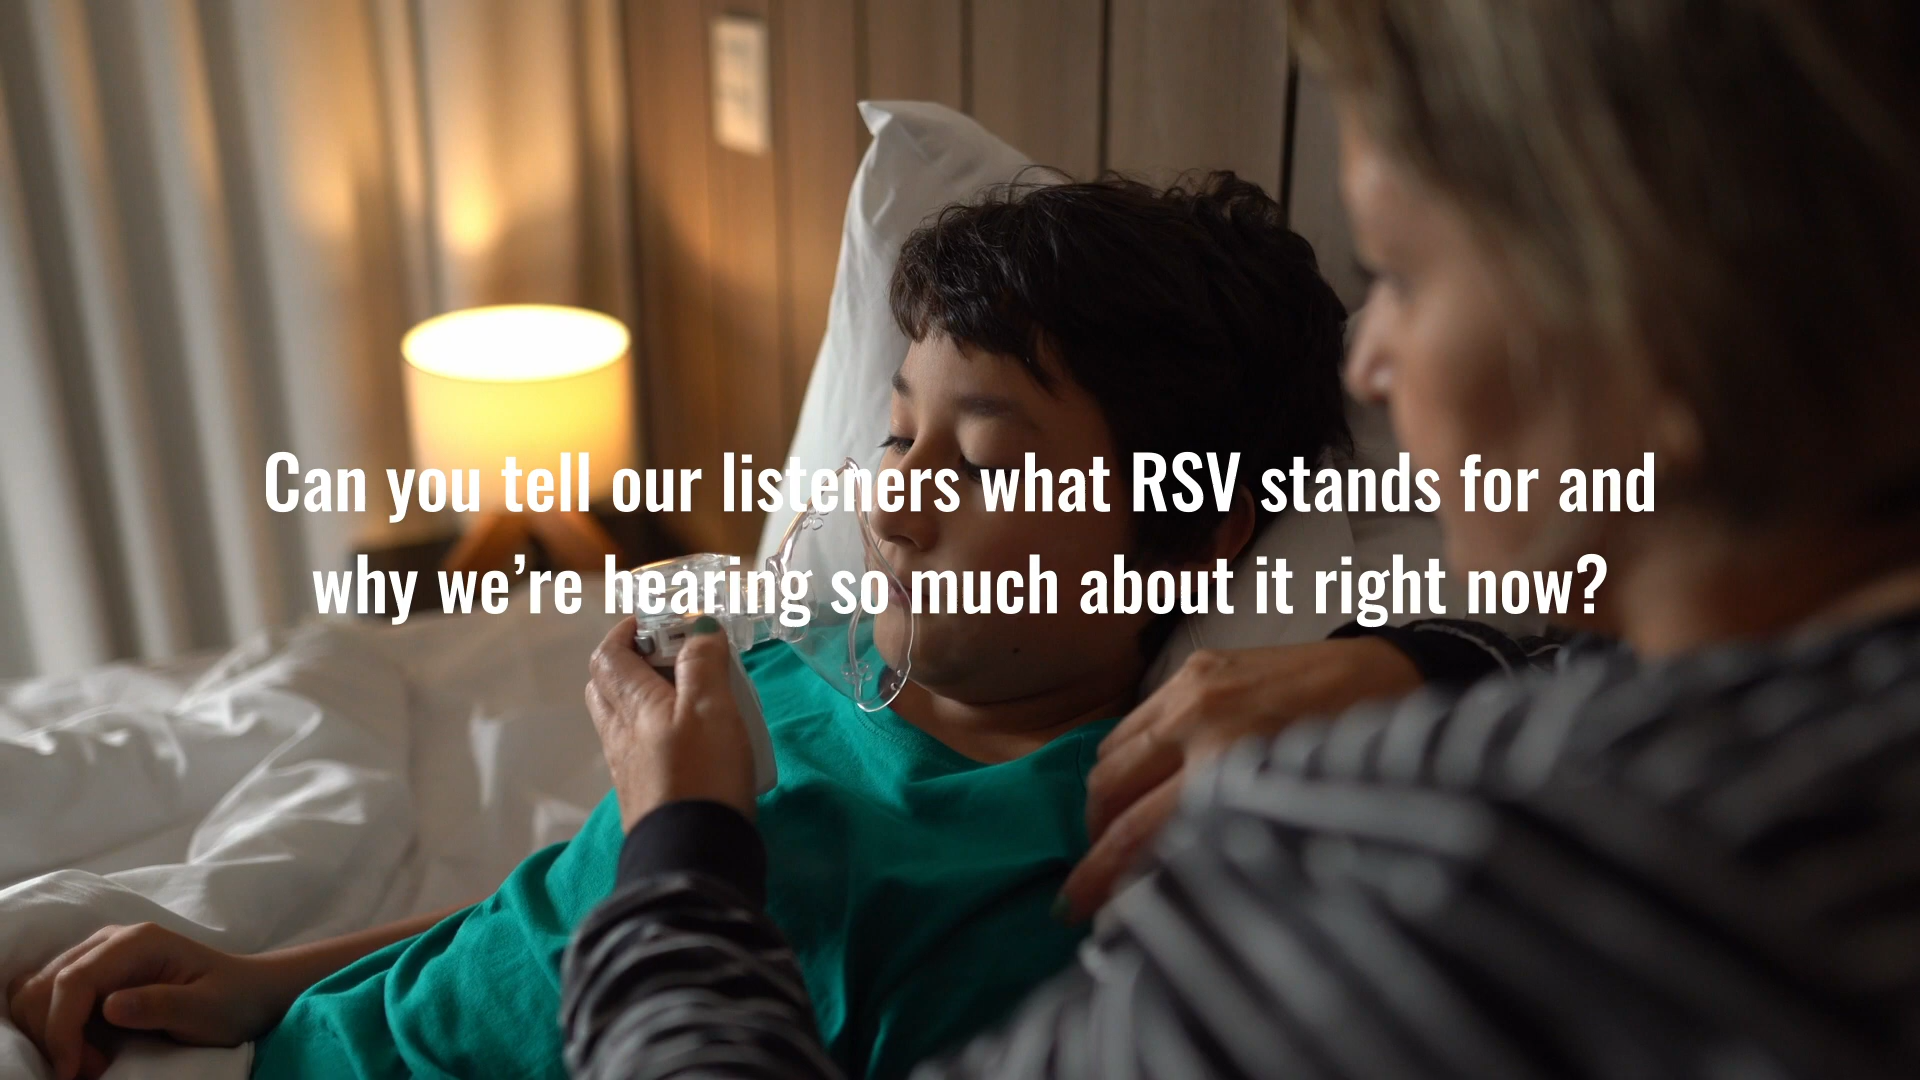 Can you tell our listeners what RSV stands for and
why we’re hearing so much about it right now?